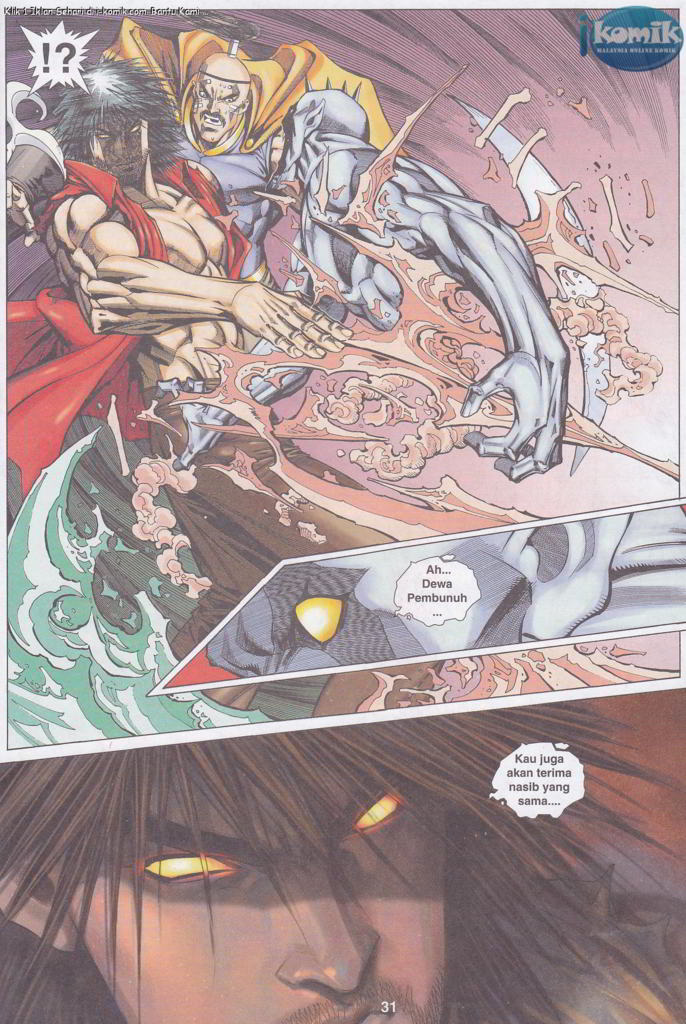 Klik 1 Iklan Sehari di i-komik.com Bantu Kami...
ikomik
MALAYSIA ONLINE KOMIK
!?
Ah...
Dewa
Pembunuh
...
Kau juga
akan terima
nasib yang
sama....
31